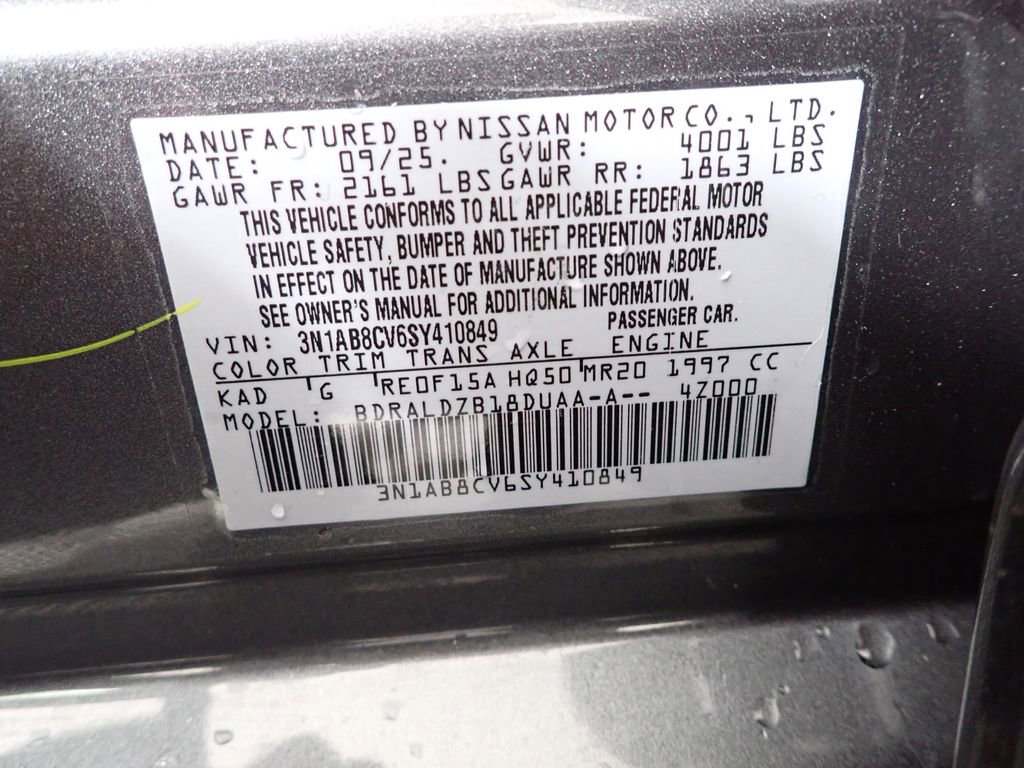 MANUFACTURED BY NISSAN MOTOR CO., LTD.
DATE: 09/25. GVWR: 4001 LBS
GAWR FR: 2161 LBS GAWR RR: 1863 LBS
THIS VEHICLE CONFORMS TO ALL APPLICABLE FEDERAL MOTOR
VEHICLE SAFETY, BUMPER AND THEFT PREVENTION STANDARDS
IN EFFECT ON THE DATE OF MANUFACTURE SHOWN ABOVE.
SEE OWNER'S MANUAL FOR ADDITIONAL INFORMATION.
VIN: 3N1AB8CV6SY410849 PASSENGER CAR.
COLOR TRIM TRANS AXLE ENGINE
KAD G RE0F15A HQ50 MR20 1997 CC
MODEL: BDRALDZB18DUAA-A-- 4Z000
3N1AB8CV6SY410849